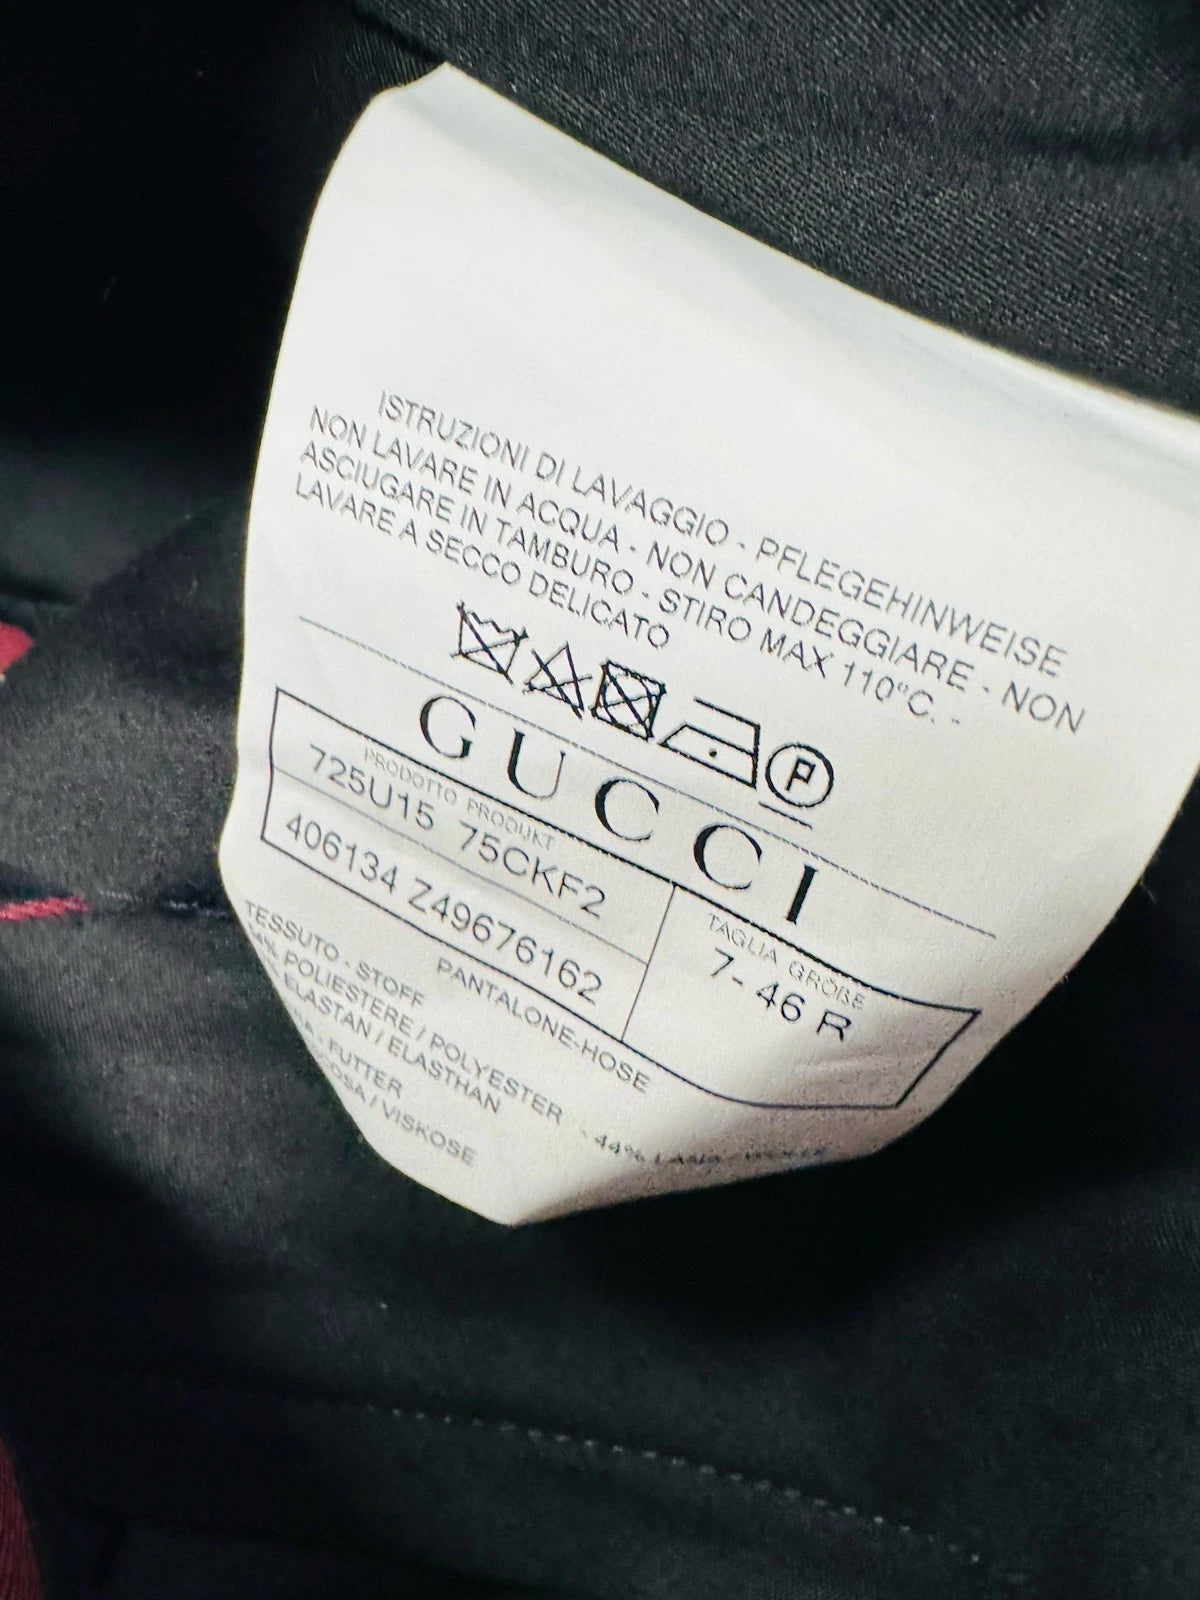 ISTRUZIONI DI LAVAGGIO - PFLEGEHINWEISE
NON LAVARE IN ACQUA - NON CANDEGGIARE - NON
ASCIUGARE IN TAMBURO - STIRO MAX 110°C. -
LAVARE A SECCO DELICATO
P
GUCCI
PRODOTTO PRODUKT
725U15 75CKF2
TAGLIA GRÖßE
7-46 R
406134 Z49676162
PANTALONE-HOSE
TESSUTO - STOFF
POLIESTERE / POLYESTER - 44% LANA
ELASTAN / ELASTHAN
- FUTTER
/ VISKOSE